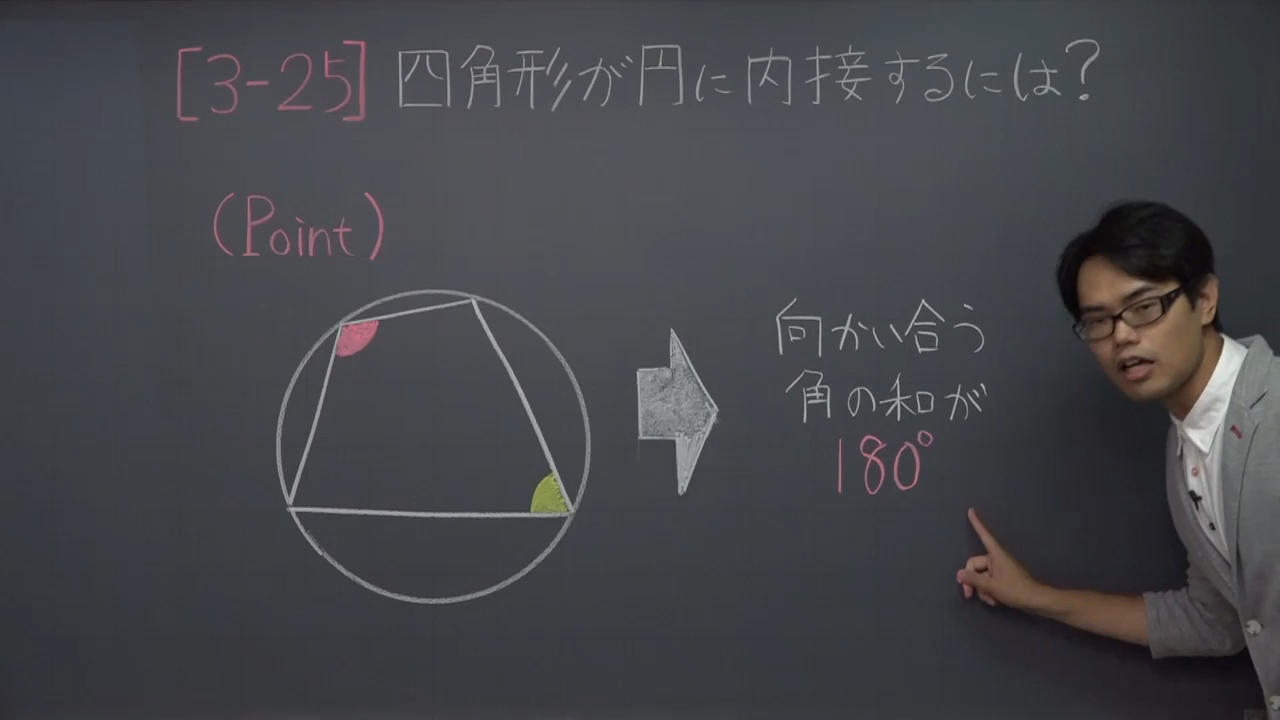 [3-25] 四角形が円に内接するには?
(Point)
向かい合う
角の和が
180°